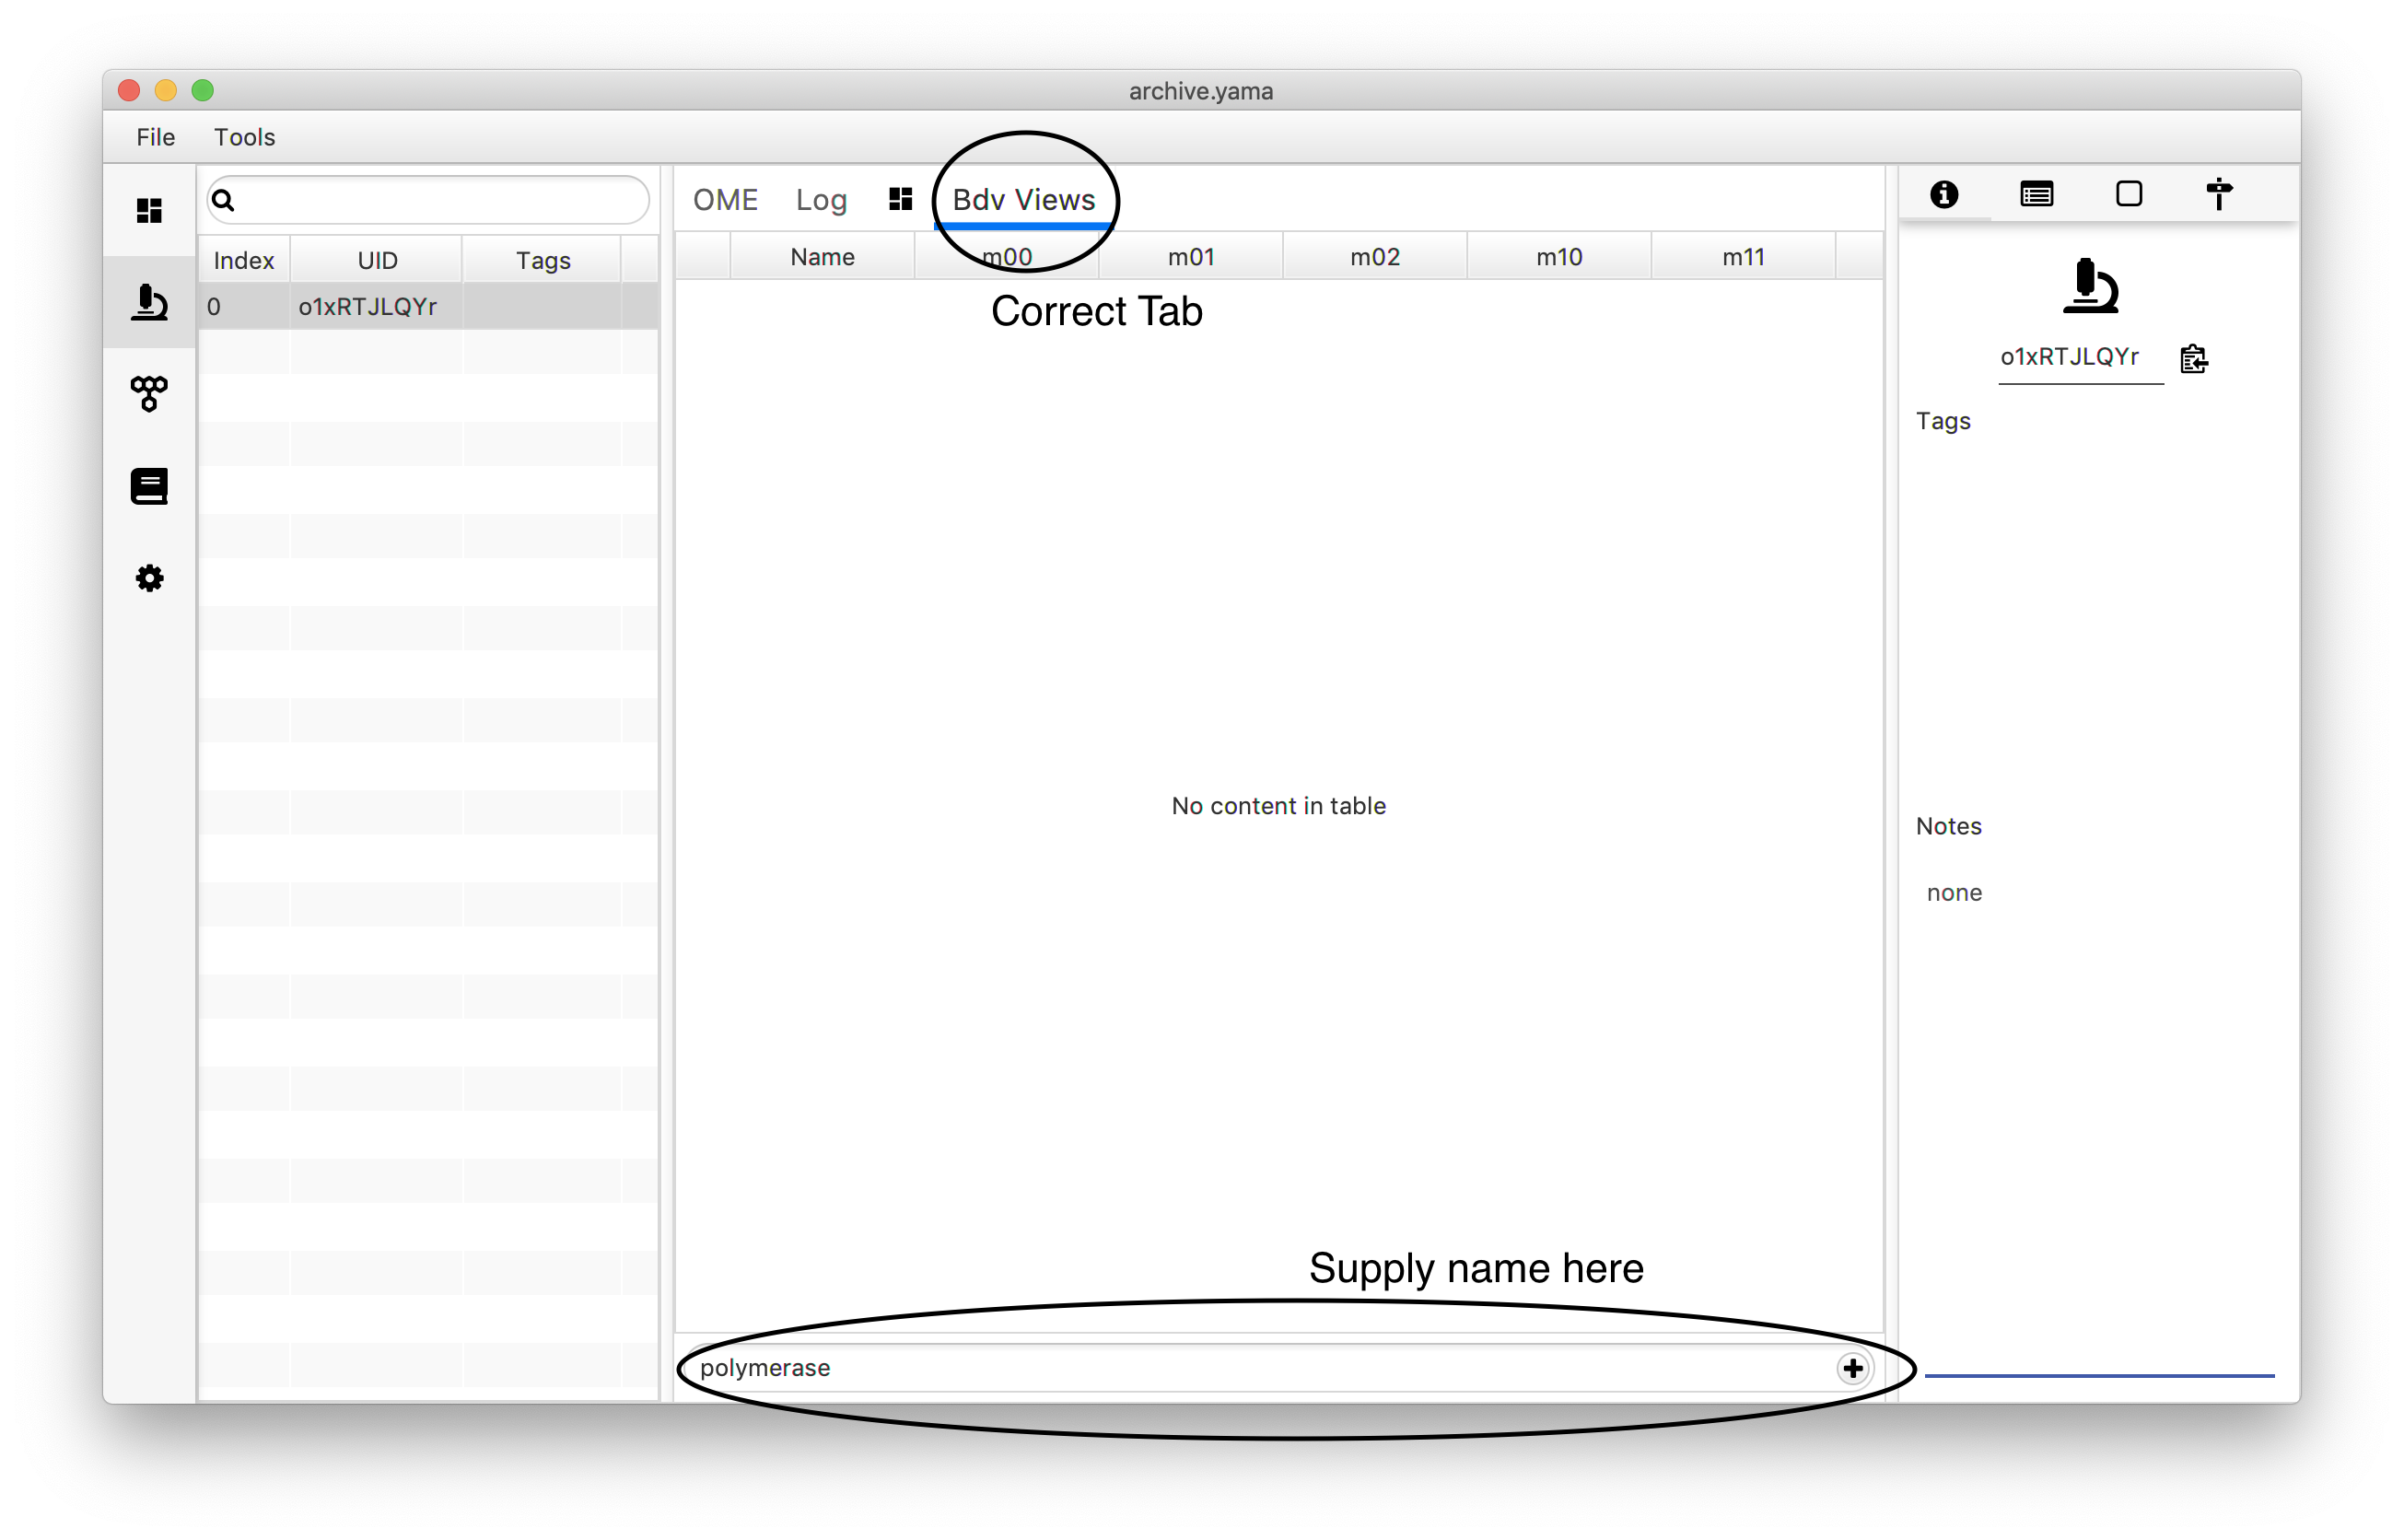 archive.yama
File Tools
OME Log Bdv Views
Index UID Tags
Name m00 m01 m02 m10 m11
0 o1xRTJLQYr
Correct Tab
o1xRTJLQYr
Tags
No content in table
Notes
none
Supply name here
polymerase